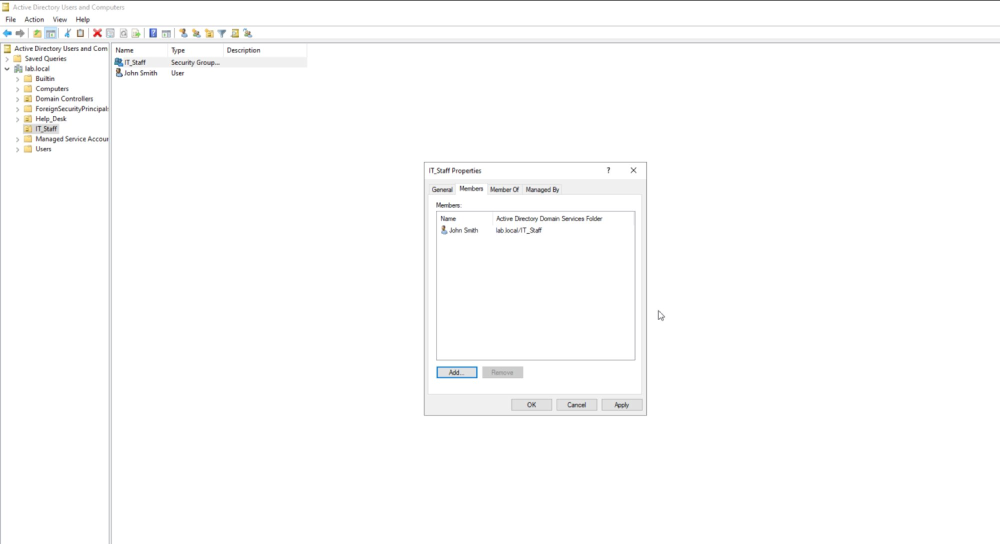 Active Directory Users and Computers
File Action View Help
Active Directory Users and Com
Saved Queries
lab.local
Builtin
Computers
Domain Controllers
ForeignSecurityPrincipals
Help_Desk
IT_Staff
Managed Service Accour
Users
Name Type Description
IT_Staff Security Group...
John Smith User
IT_Staff Properties ?
General Members Member Of Managed By
Members:
Name Active Directory Domain Services Folder
John Smith lab.local/IT_Staff
Add... Remove
OK Cancel Apply